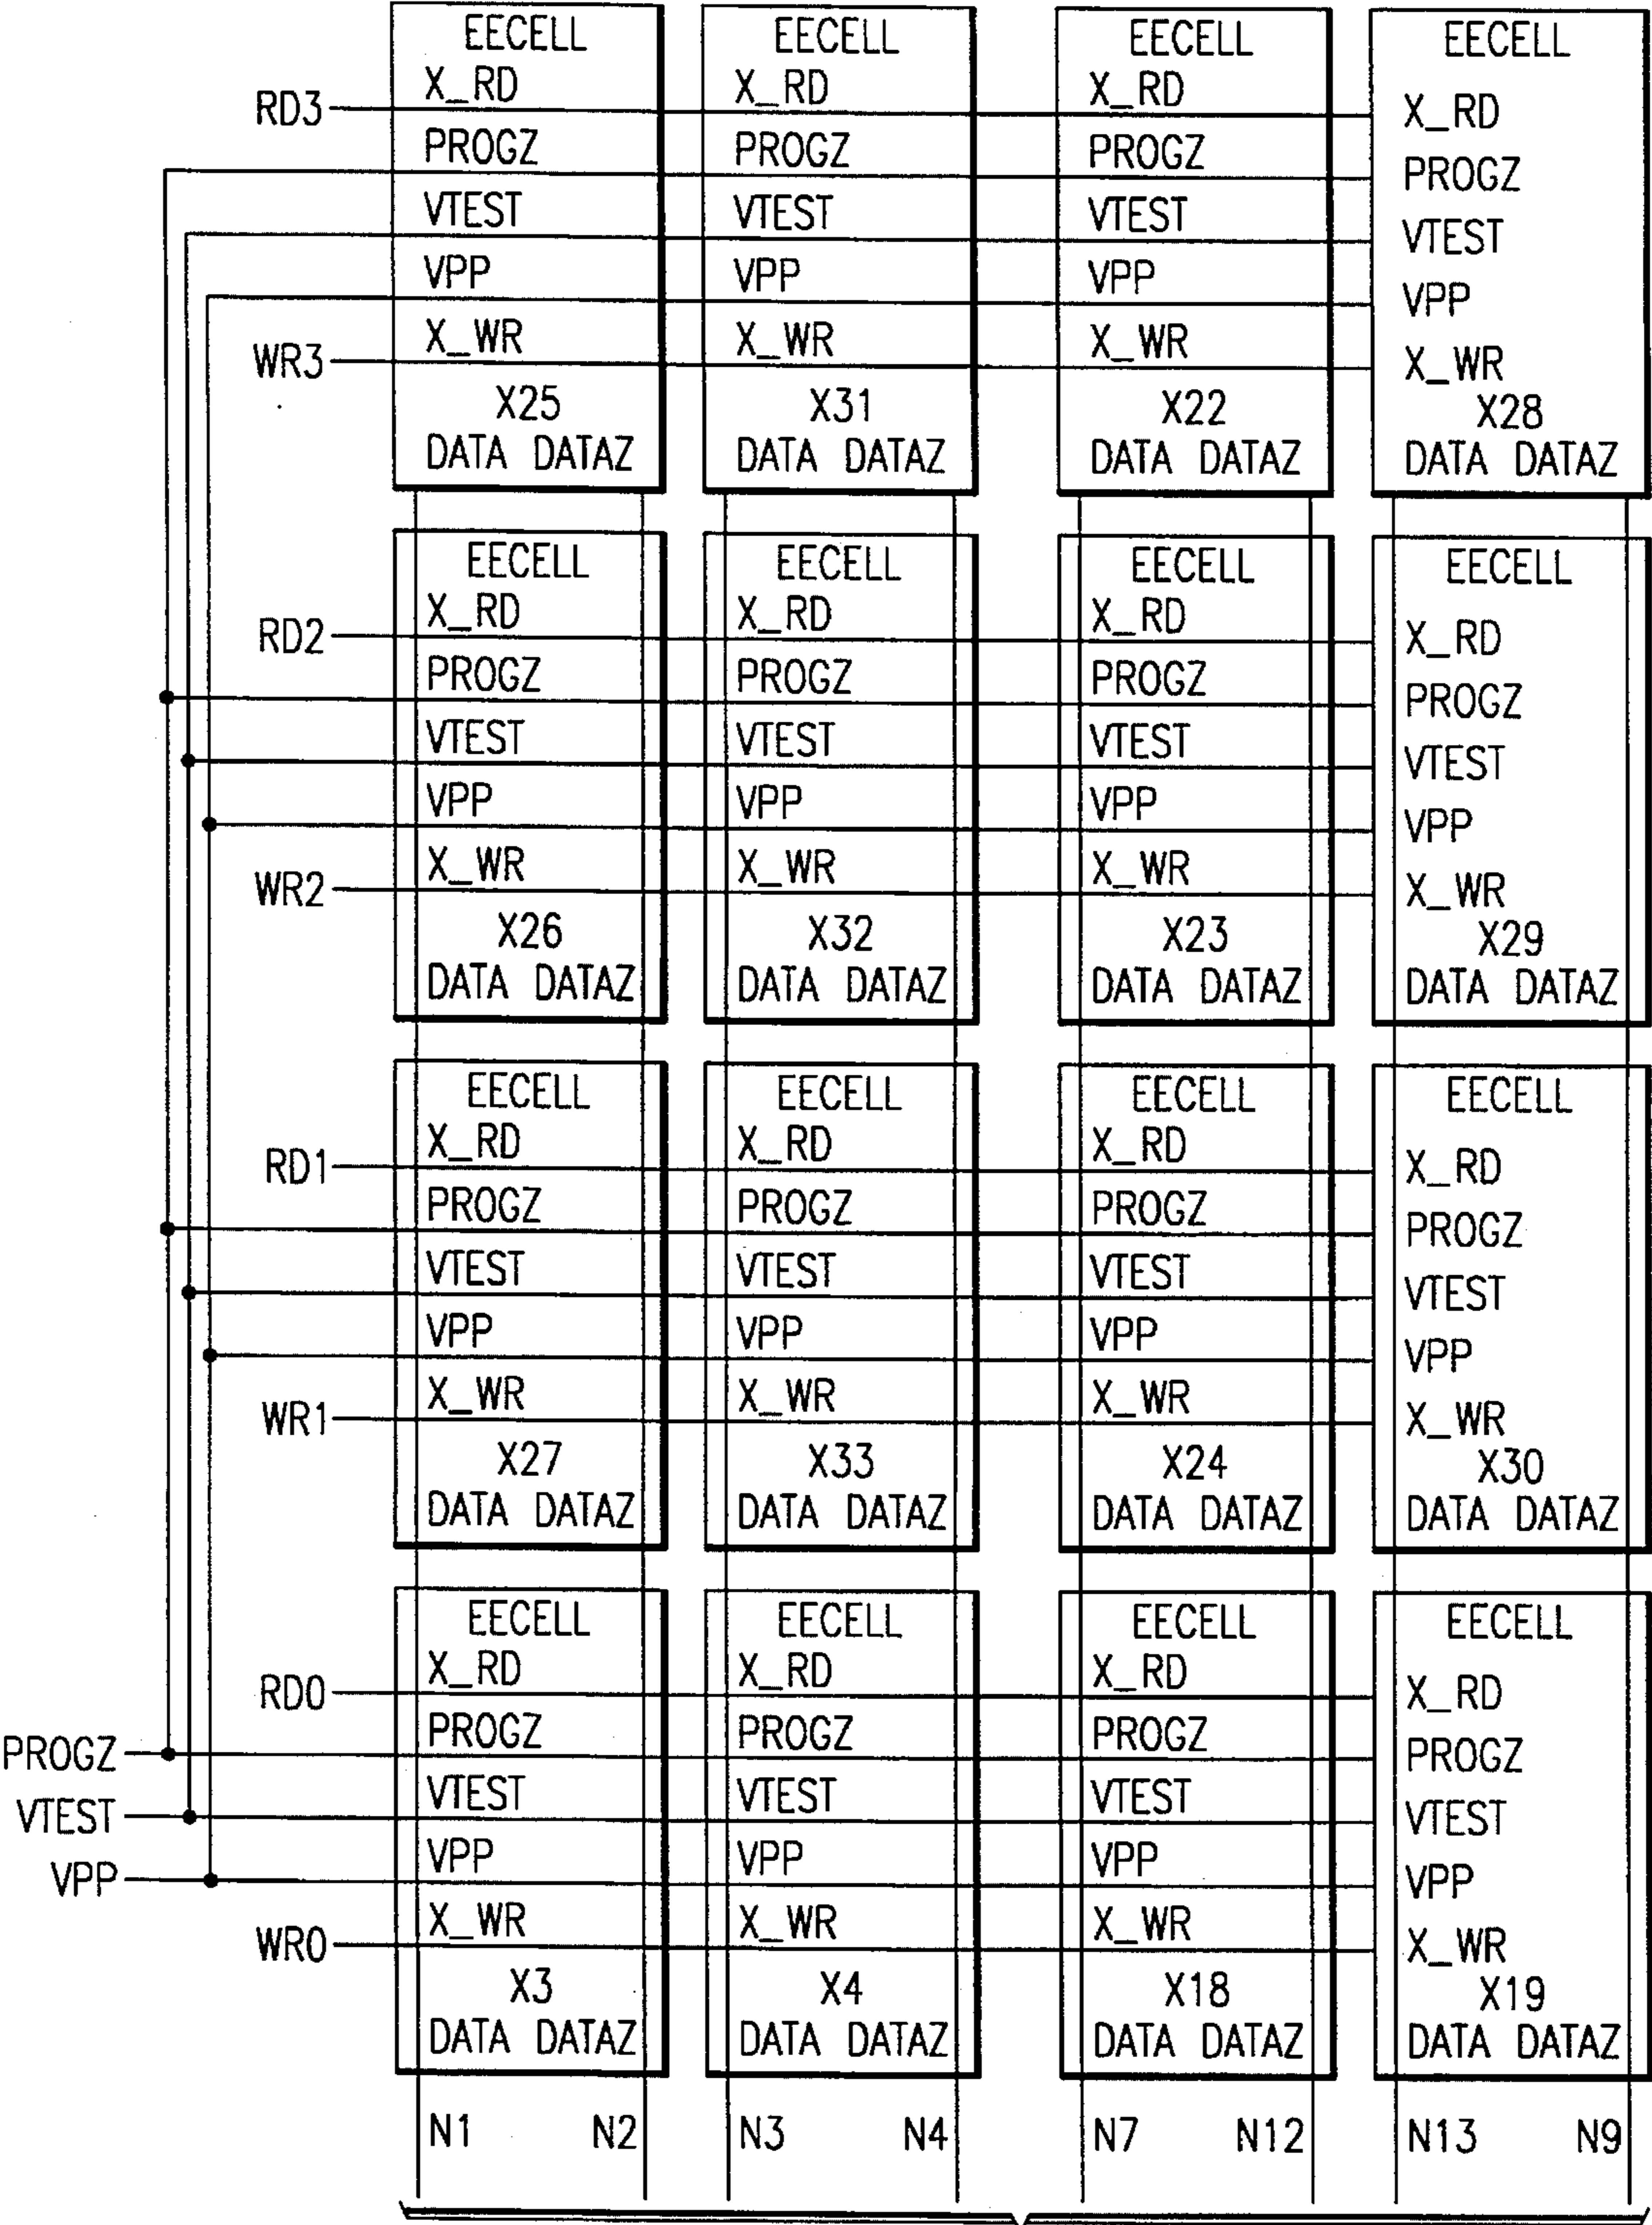 EECELL EECELL EECELL EECELL
RD3 X_RD X_RD X_RD X_RD
PROGZ PROGZ PROGZ PROGZ
VTEST VTEST VTEST VTEST
VPP VPP VPP VPP
WR3 X_WR X_WR X_WR X_WR
X25 X31 X22 X28
DATA DATAZ DATA DATAZ DATA DATAZ DATA DATAZ
EECELL EECELL EECELL EECELL
RD2 X_RD X_RD X_RD X_RD
PROGZ PROGZ PROGZ PROGZ
VTEST VTEST VTEST VTEST
VPP VPP VPP VPP
WR2 X_WR X_WR X_WR X_WR
X26 X32 X23 X29
DATA DATAZ DATA DATAZ DATA DATAZ DATA DATAZ
EECELL EECELL EECELL EECELL
RD1 X_RD X_RD X_RD X_RD
PROGZ PROGZ PROGZ PROGZ
VTEST VTEST VTEST VTEST
VPP VPP VPP VPP
WR1 X_WR X_WR X_WR X_WR
X27 X33 X24 X30
DATA DATAZ DATA DATAZ DATA DATAZ DATA DATAZ
EECELL EECELL EECELL EECELL
RD0 X_RD X_RD X_RD X_RD
PROGZ PROGZ PROGZ PROGZ PROGZ
VTEST VTEST VTEST VTEST VTEST
VPP VPP VPP VPP VPP
WR0 X_WR X_WR X_WR X_WR
X3 X4 X18 X19
DATA DATAZ DATA DATAZ DATA DATAZ DATA DATAZ
N1 N2 N3 N4 N7 N12 N13 N9